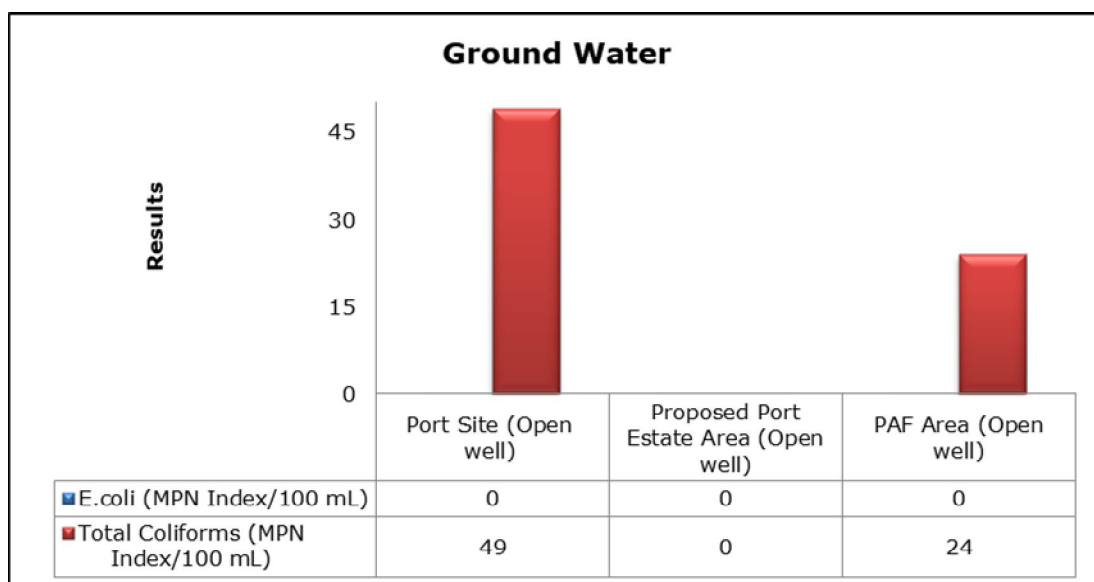 Ground Water
Results
45
30
15
0
Port Site (Open
well)
Proposed Port
Estate Area (Open
well)
PAF Area (Open
well)
E.coli (MPN Index/100 mL)
0
0
0
Total Coliforms (MPN
Index/100 mL)
49
0
24